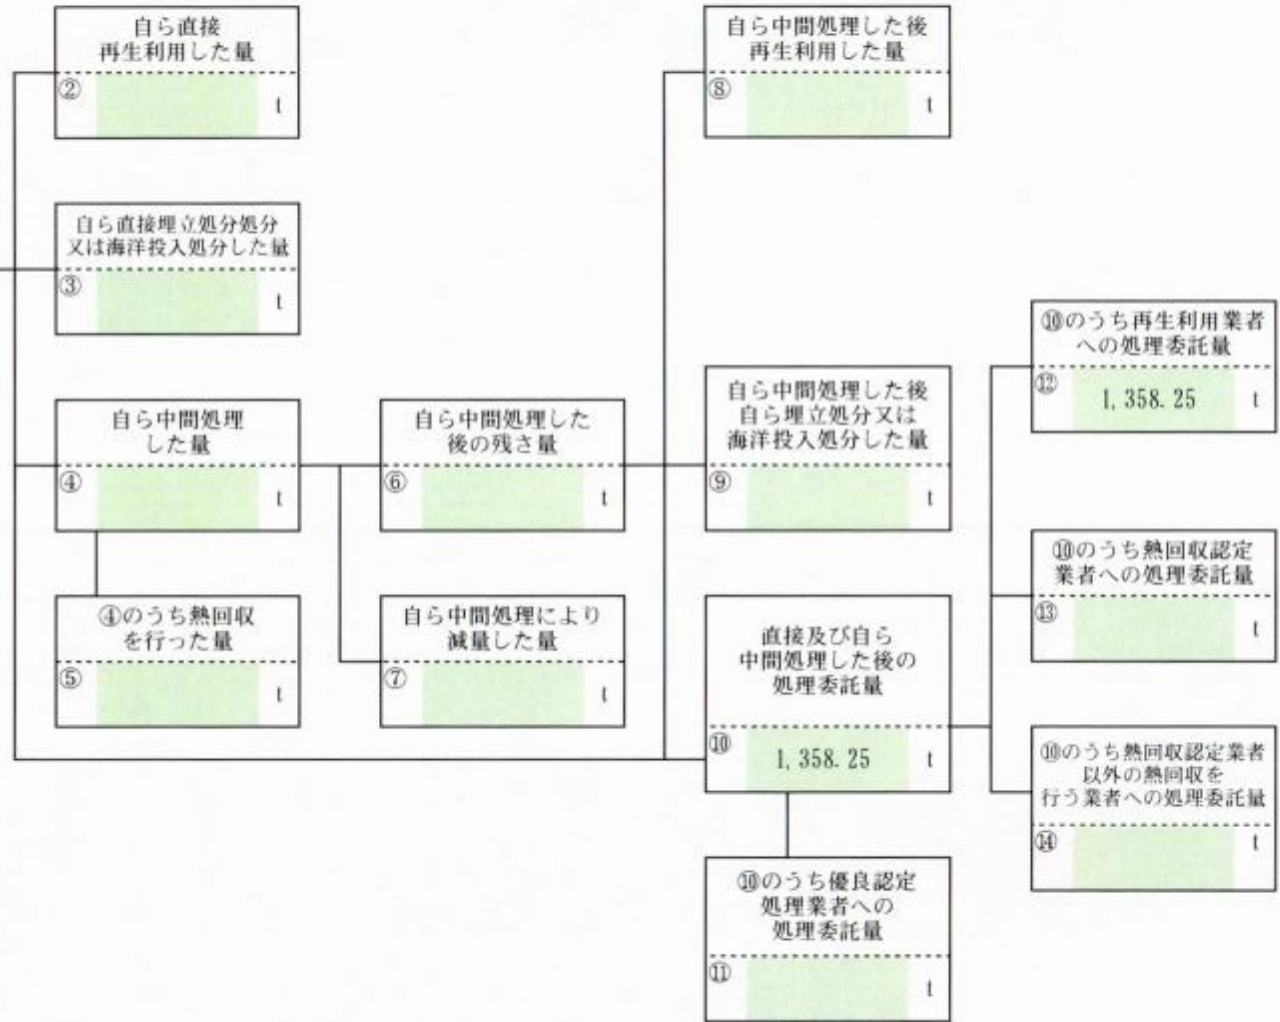 自ら直接
再生利用した量
②
t
自ら中間処理した後
再生利用した量
⑧
t
自ら直接埋立処分処分
又は海洋投入処分した量
③
t
⑩のうち再生利用業者
への処理委託量
⑫ 1,358.25 t
自ら中間処理
した量
④
t
自ら中間処理した
後の残さ量
⑥
t
自ら中間処理した後
自ら埋立処分又は
海洋投入処分した量
⑨
t
⑩のうち熱回収認定
業者への処理委託量
⑬
t
④のうち熱回収
を行った量
⑤
t
自ら中間処理により
減量した量
⑦
t
直接及び自ら
中間処理した後の
処理委託量
⑩ 1,358.25 t
⑩のうち熱回収認定業者
以外の熱回収を
行う業者への処理委託量
⑭
t
⑩のうち優良認定
処理業者への
処理委託量
⑪
t